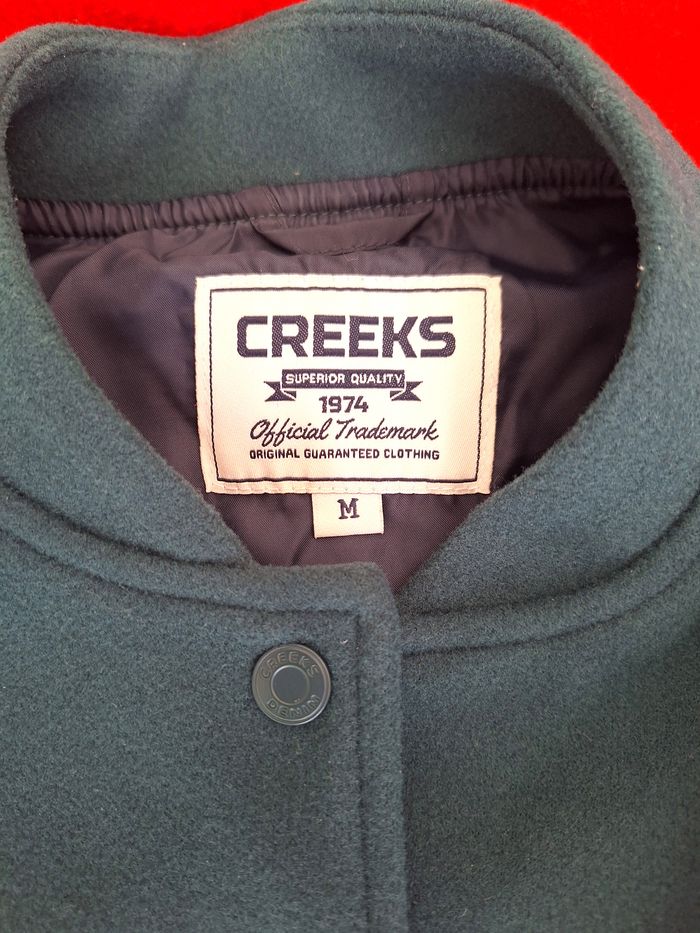 CREEKS
SUPERIOR QUALITY
1974
Official Trademark
ORIGINAL GUARANTEED CLOTHING
M
CREEKS
DENIM